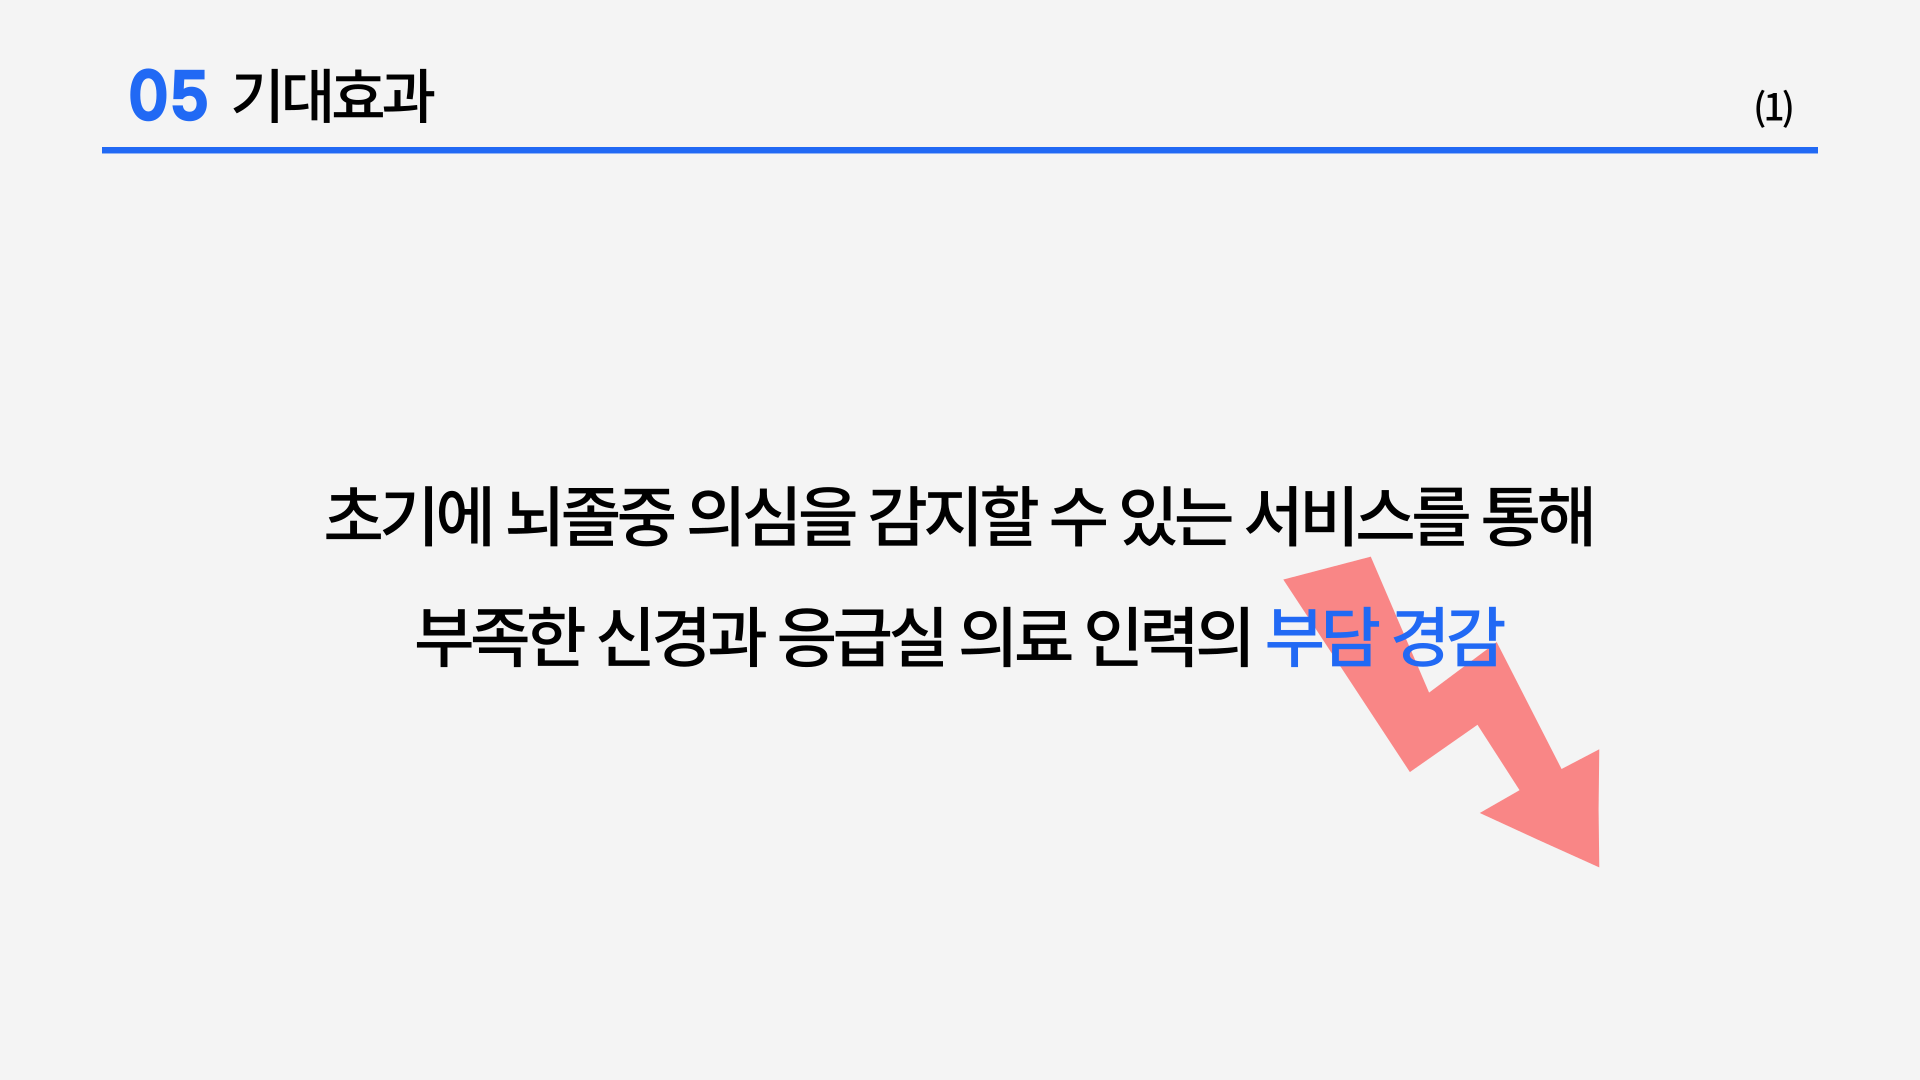 05 기대효과
(1)
초기에 뇌졸중 의심을 감지할 수 있는 서비스를 통해
부족한 신경과 응급실 의료 인력의 부담 경감